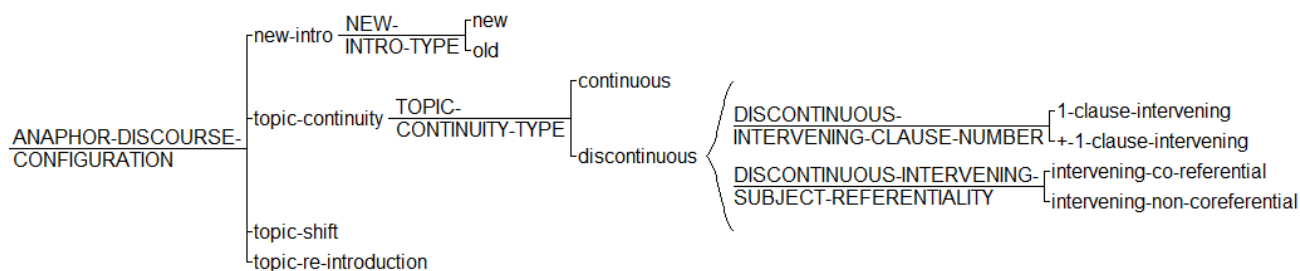 new-intro
NEW-
INTRO-TYPE
new
old
ANAPHOR-DISCOURSE-
CONFIGURATION
topic-continuity
TOPIC-
CONTINUITY-TYPE
continuous
discontinuous
DISCONTINUOUS-
INTERVENING-CLAUSE-NUMBER
1-clause-intervening
+-1-clause-intervening
DISCONTINUOUS-INTERVENING-
SUBJECT-REFERENTIALITY
intervening-co-referential
intervening-non-coreferential
topic-shift
topic-re-introduction